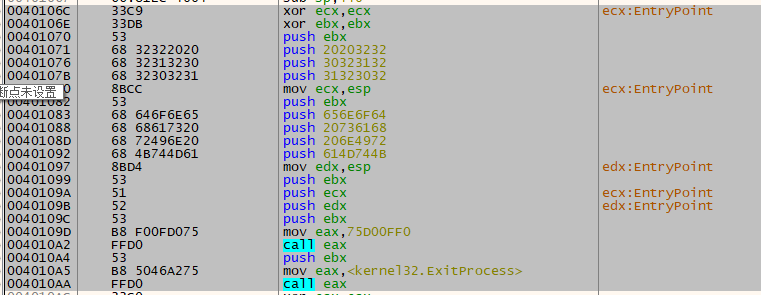 0040106C 33C9 xor ecx,ecx ecx:EntryPoint
0040106E 33DB xor ebx,ebx
00401070 53 push ebx
00401071 68 32322020 push 20203232
00401076 68 32313230 push 30323132
0040107B 68 32303231 push 31323032
8BCC mov ecx,esp ecx:EntryPoint
断点未设置
00401082 53 push ebx
00401083 68 646F6E65 push 656E6F64
00401088 68 68617320 push 20736168
0040108D 68 72496E20 push 206E4972
00401092 68 4B744D61 push 614D744B
00401097 8BD4 mov edx,esp edx:EntryPoint
00401099 53 push ebx
0040109A 51 push ecx ecx:EntryPoint
0040109B 52 push edx edx:EntryPoint
0040109C 53 push ebx
0040109D B8 F00FD075 mov eax,75D00FF0
004010A2 FFD0 call eax
004010A4 53 push ebx
004010A5 B8 5046A275 mov eax,<kernel32.ExitProcess>
004010AA FFD0 call eax